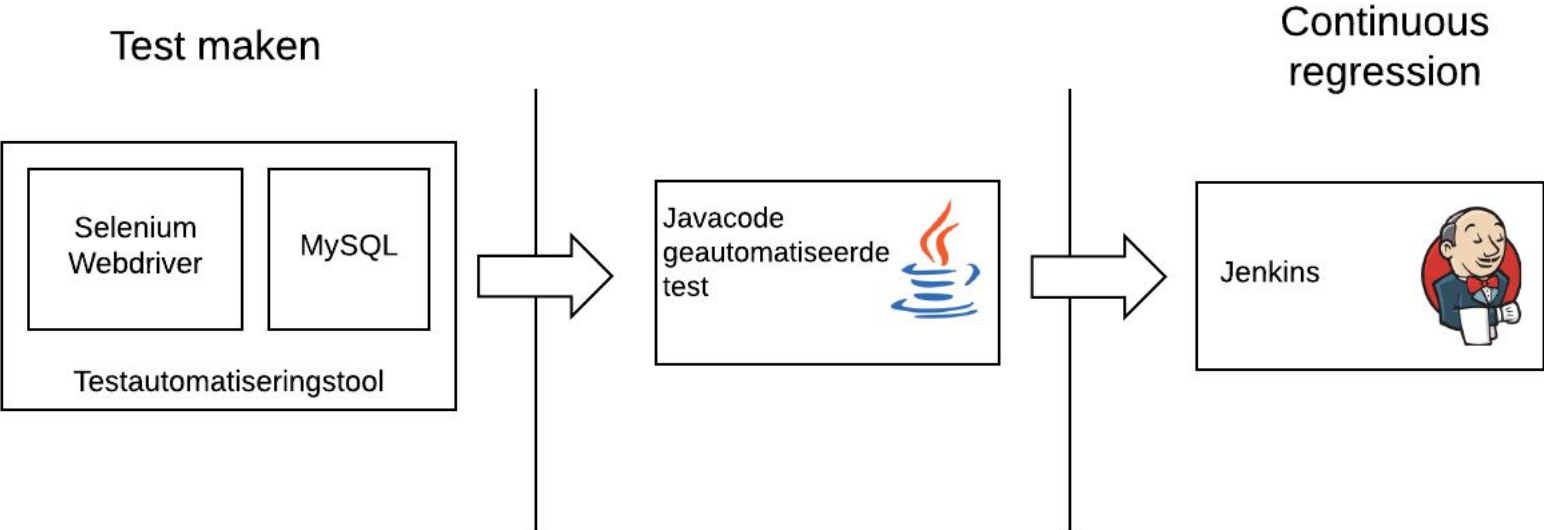 Test maken
Continuous
regression
Selenium
Webdriver
MySQL
Testautomatiseringstool
Javacode
geautomatiseerde
test
Jenkins